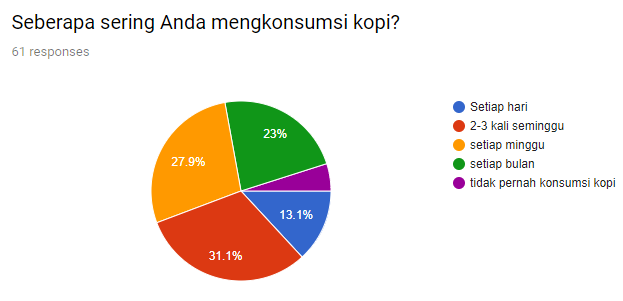 Seberapa sering Anda mengkonsumsi kopi?
61 responses
23%
27.9%
13.1%
31.1%
Setiap hari
2-3 kali seminggu
setiap minggu
setiap bulan
tidak pernah konsumsi kopi